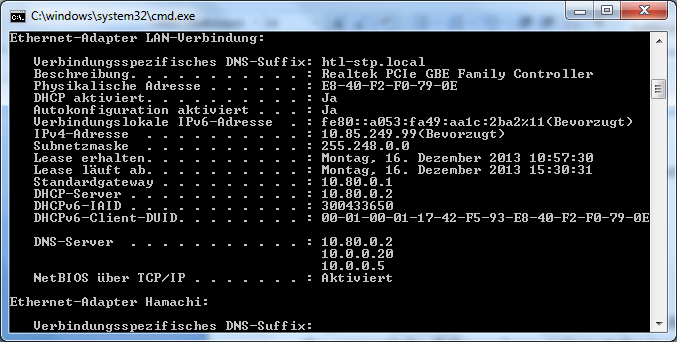 C:\windows\system32\cmd.exe
Ethernet-Adapter LAN-Verbindung:
Verbindungsspezifisches DNS-Suffix: htl-stp.local
Beschreibung. . . . . . . . . . . : Realtek PCIe GBE Family Controller
Physikalische Adresse . . . . . . : E8-40-F2-F0-79-0E
DHCP aktiviert. . . . . . . . . . : Ja
Autokonfiguration aktiviert . . . : Ja
Verbindungslokale IPv6-Adresse  . : fe80::a053:fa49:aa1c:2ba2%11(Bevorzugt)
IPv4-Adresse  . . . . . . . . . . : 10.85.249.99(Bevorzugt)
Subnetzmaske  . . . . . . . . . . : 255.248.0.0
Lease erhalten. . . . . . . . . . : Montag, 16. Dezember 2013 10:57:30
Lease läuft ab. . . . . . . . . . : Montag, 16. Dezember 2013 15:30:31
Standardgateway . . . . . . . . . : 10.80.0.1
DHCP-Server . . . . . . . . . . . : 10.80.0.2
DHCPv6-IAID . . . . . . . . . . . : 300433650
DHCPv6-Client-DUID. . . . . . . . : 00-01-00-01-17-42-F5-93-E8-40-F2-F0-79-0E
DNS-Server  . . . . . . . . . . . : 10.80.0.2
10.0.0.20
10.0.0.5
NetBIOS über TCP/IP . . . . . . . : Aktiviert
Ethernet-Adapter Hamachi:
Verbindungsspezifisches DNS-Suffix: